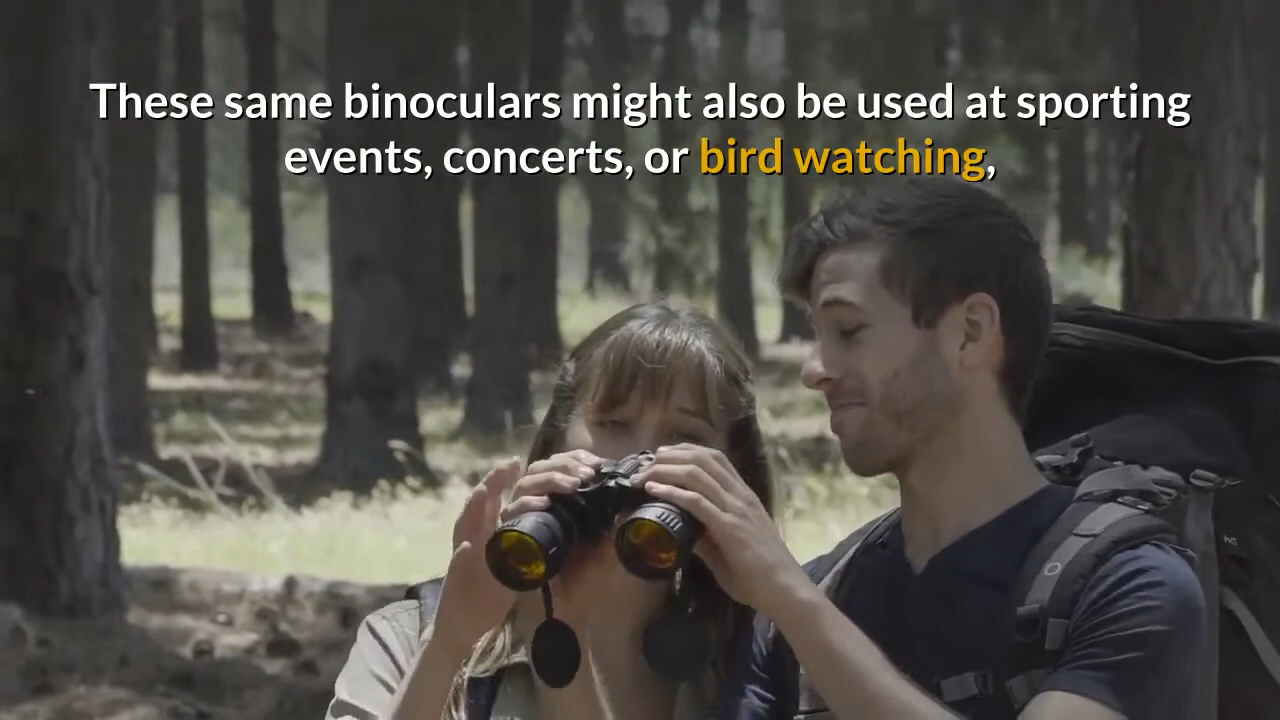 These same binoculars might also be used at sporting
events, concerts, or bird watching,